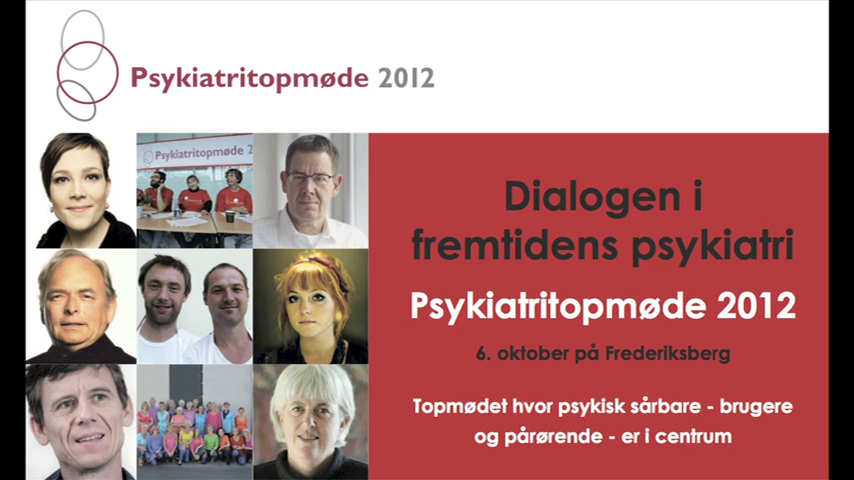 Psykiatritopmøde 2012
Psykiatritopmøde 2
Dialogen i
fremtidens psykiatri
Psykiatritopmøde 2012
6. oktober på Frederiksberg
Topmødet hvor psykisk sårbare - brugere
og pårørende - er i centrum